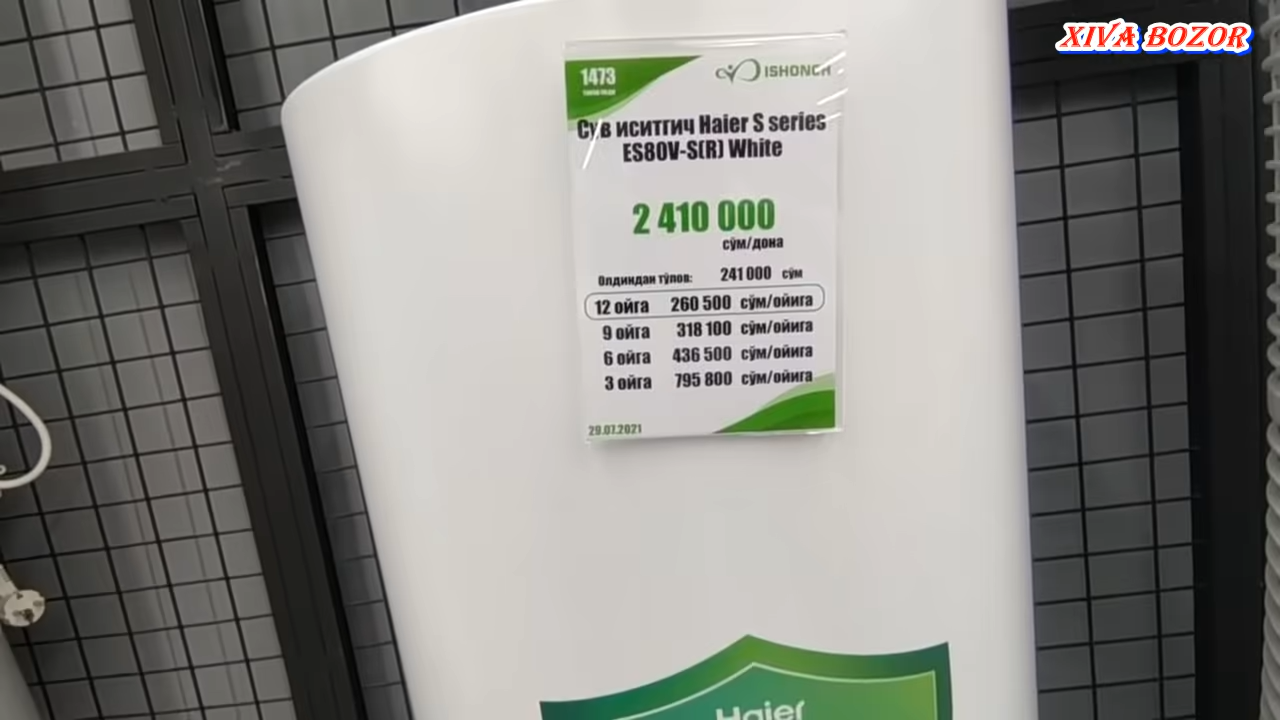 XIVA BOZOR
1473
ISHONCH
Сув иситгич Haier S series
ES80V-S(R) White
2 410 000
сўм/дона
Олдиндан тўлов: 241 000 сўм
12 ойга 260 500 сўм/ойига
9 ойга 318 100 сўм/ойига
6 ойга 436 500 сўм/ойига
3 ойга 795 800 сўм/ойига
29.07.2021
Haier